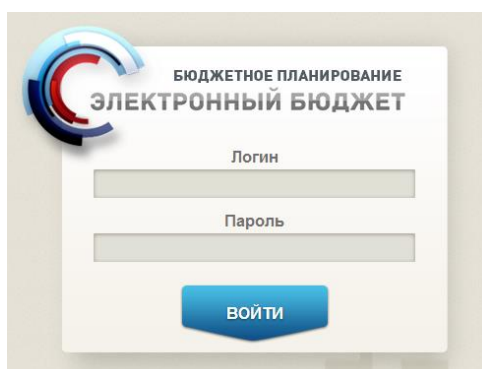 БЮДЖЕТНОЕ ПЛАНИРОВАНИЕ
ЭЛЕКТРОННЫЙ БЮДЖЕТ
Логин
Пароль
ВОЙТИ